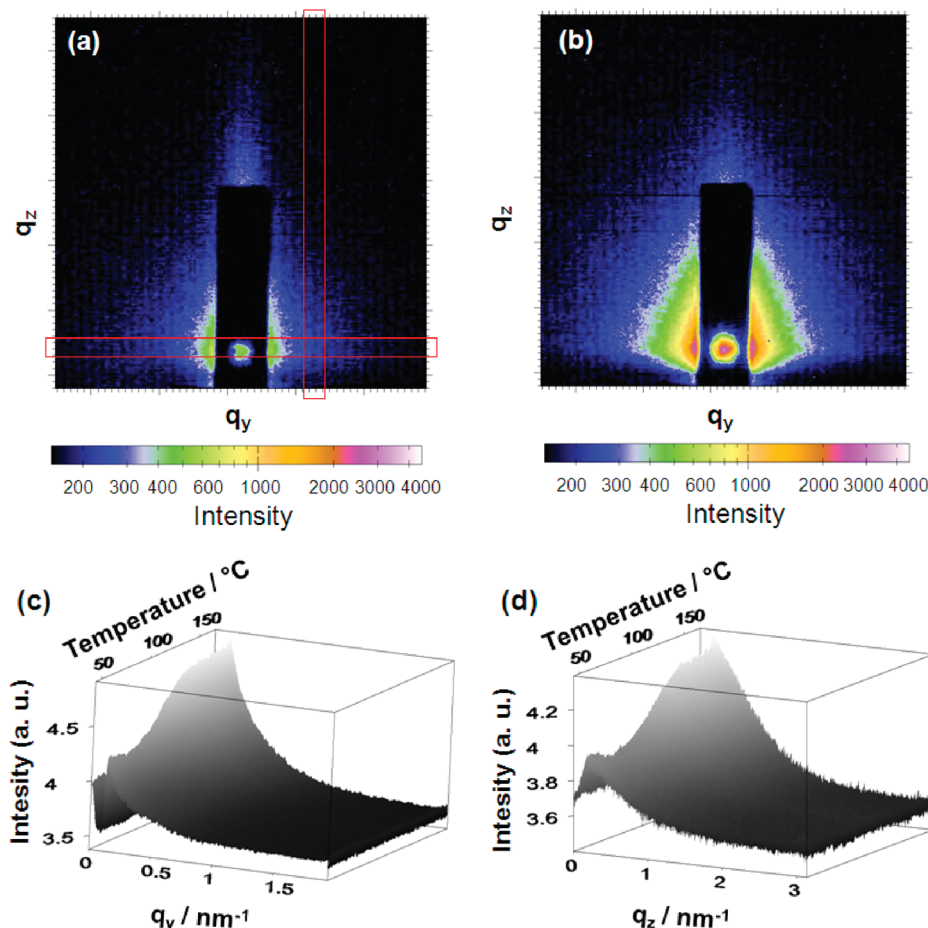 (a)
q_z
q_y
200 300 400 600 1000 2000 3000 4000
Intensity
(b)
q_z
q_y
200 300 400 600 1000 2000 3000 4000
Intensity
(c)
Temperature / °C
50 100 150
Intesity (a. u.)
4.5
4
3.5
0 0.5 1 1.5
q_y / nm⁻¹
(d)
Temperature / °C
50 100 150
Intesity (a. u.)
4.2
4
3.8
3.6
0 1 2 3
q_z / nm⁻¹